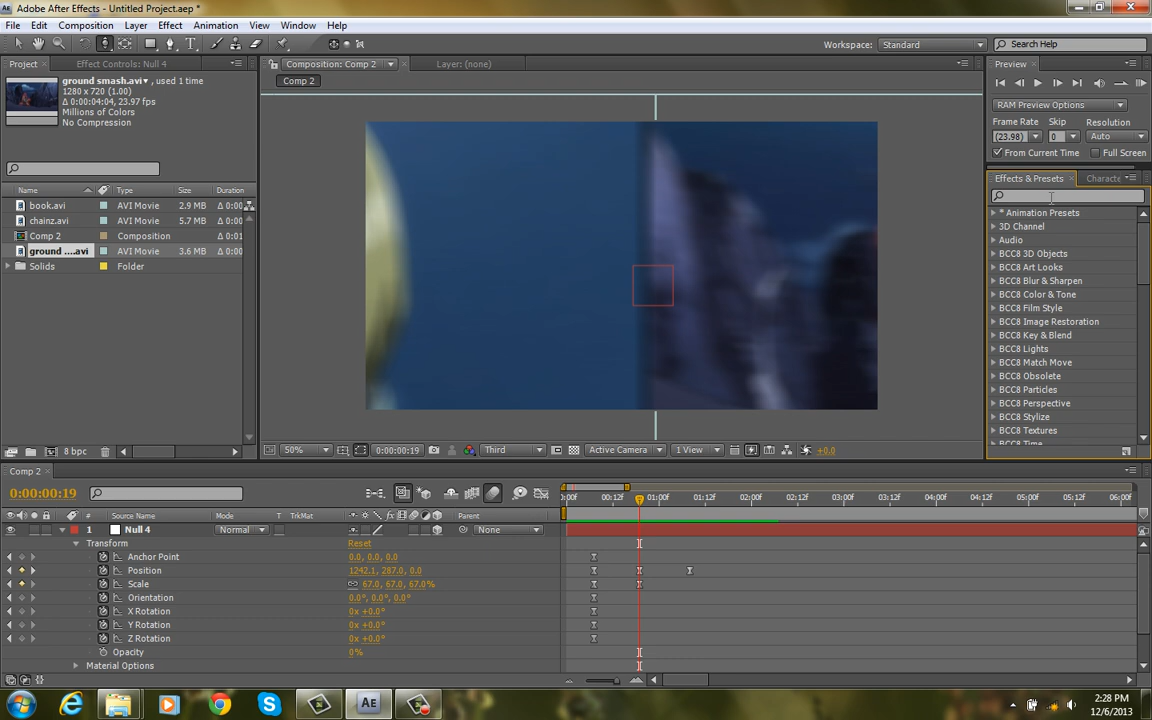 Adobe After Effects - Untitled Project.aep *
File Edit Composition Layer Effect Animation View Window Help
Workspace: Standard Search Help
Project Effect Controls: Null 4
Composition: Comp 2 Layer: (none)
Comp 2
ground smash.avi , used 1 time
1280 x 720 (1.00)
Δ 0:00:04:04, 23.97 fps
Millions of Colors
No Compression
Name Type Size Duration
book.avi AVI Movie 2.9 MB Δ 0:00
chainz.avi AVI Movie 5.7 MB Δ 0:00
Comp 2 Composition Δ 0:01
ground ....avi AVI Movie 3.6 MB Δ 0:00
Solids Folder
8 bpc
50% 0:00:00:19 Third Active Camera 1 View +0.0
Preview
RAM Preview Options
Frame Rate Skip Resolution
(23.98) 0 Auto
From Current Time Full Screen
Effects & Presets Characte
* Animation Presets
3D Channel
Audio
BCC8 3D Objects
BCC8 Art Looks
BCC8 Blur & Sharpen
BCC8 Color & Tone
BCC8 Film Style
BCC8 Image Restoration
BCC8 Key & Blend
BCC8 Lights
BCC8 Match Move
BCC8 Obsolete
BCC8 Particles
BCC8 Perspective
BCC8 Stylize
BCC8 Textures
BCC8 Time
Comp 2
0:00:00:19
# Source Name Mode T TrkMat Parent
1 Null 4 Normal None
Transform Reset
Anchor Point 0.0, 0.0, 0.0
Position 1242.1, 287.0, 0.0
Scale 67.0, 67.0, 67.0%
Orientation 0.0°, 0.0°, 0.0°
X Rotation 0x +0.0°
Y Rotation 0x +0.0°
Z Rotation 0x +0.0°
Opacity 0%
Material Options
:00f 00:12f 01:00f 01:12f 02:00f 02:12f 03:00f 03:12f 04:00f 04:12f 05:00f 05:12f 06:00f
Ae
2:28 PM
12/6/2013